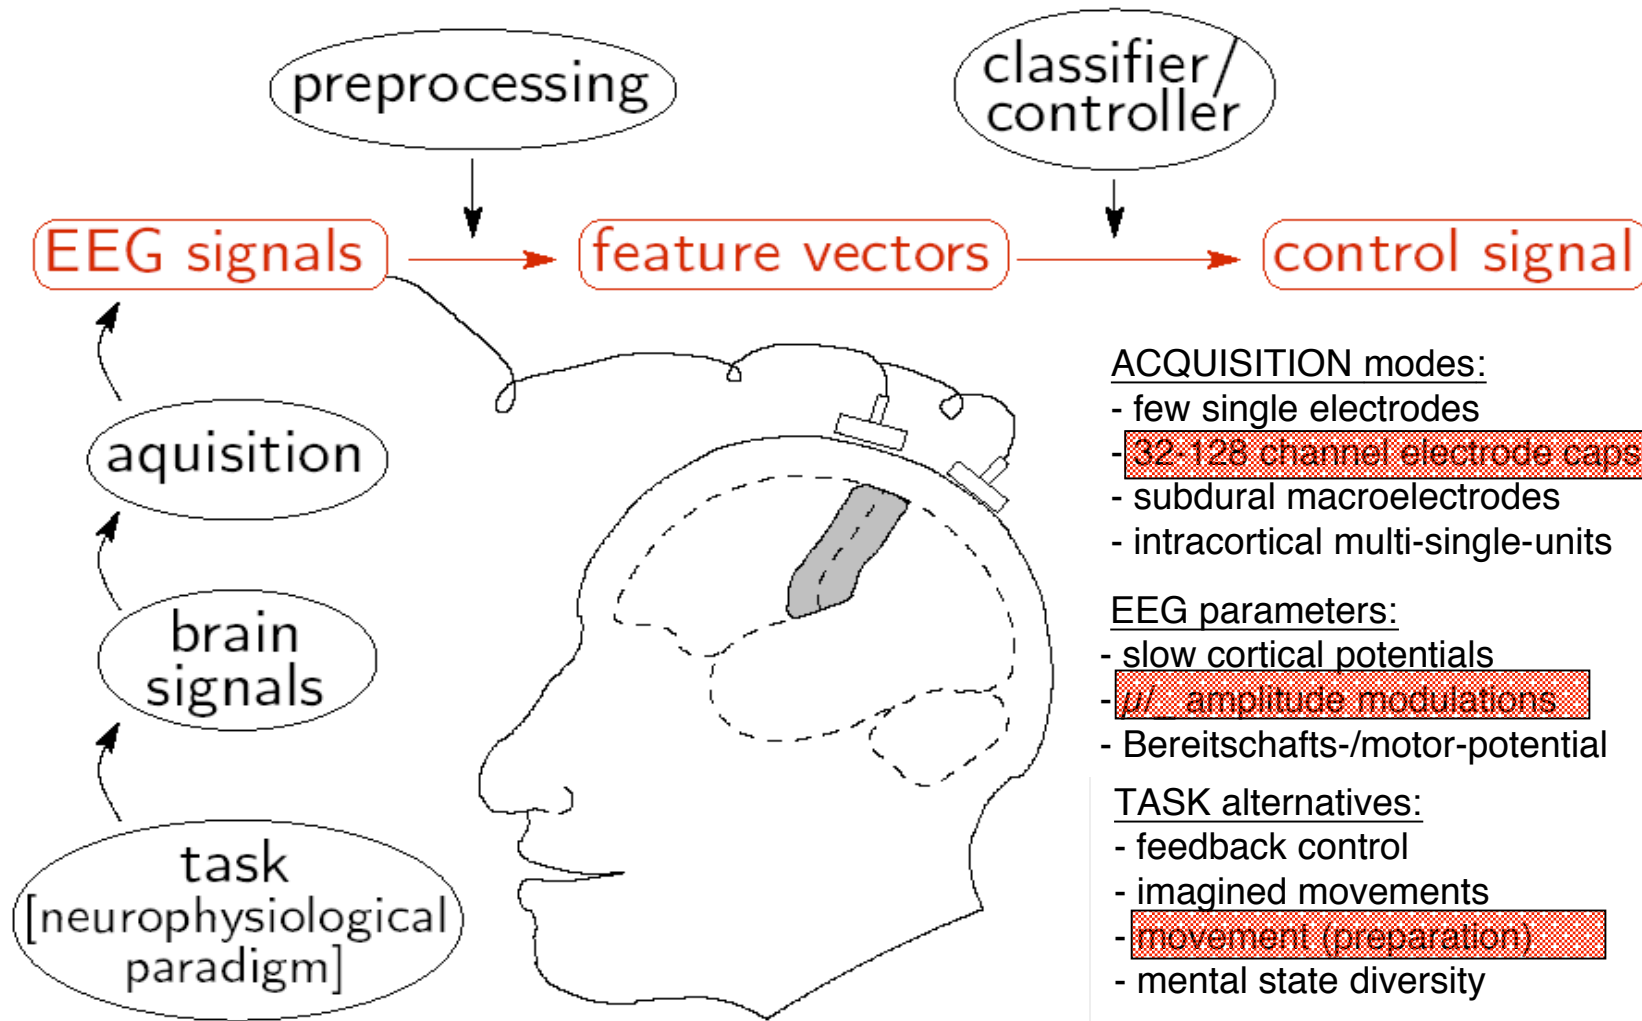 preprocessing
classifier/
controller
EEG signals
feature vectors
control signal
aquisition
brain
signals
task
[neurophysiological
paradigm]
ACQUISITION modes:
- few single electrodes
- 32-128 channel electrode caps
- subdural macroelectrodes
- intracortical multi-single-units
EEG parameters:
- slow cortical potentials
- μ/_ amplitude modulations
- Bereitschafts-/motor-potential
TASK alternatives:
- feedback control
- imagined movements
- movement (preparation)
- mental state diversity